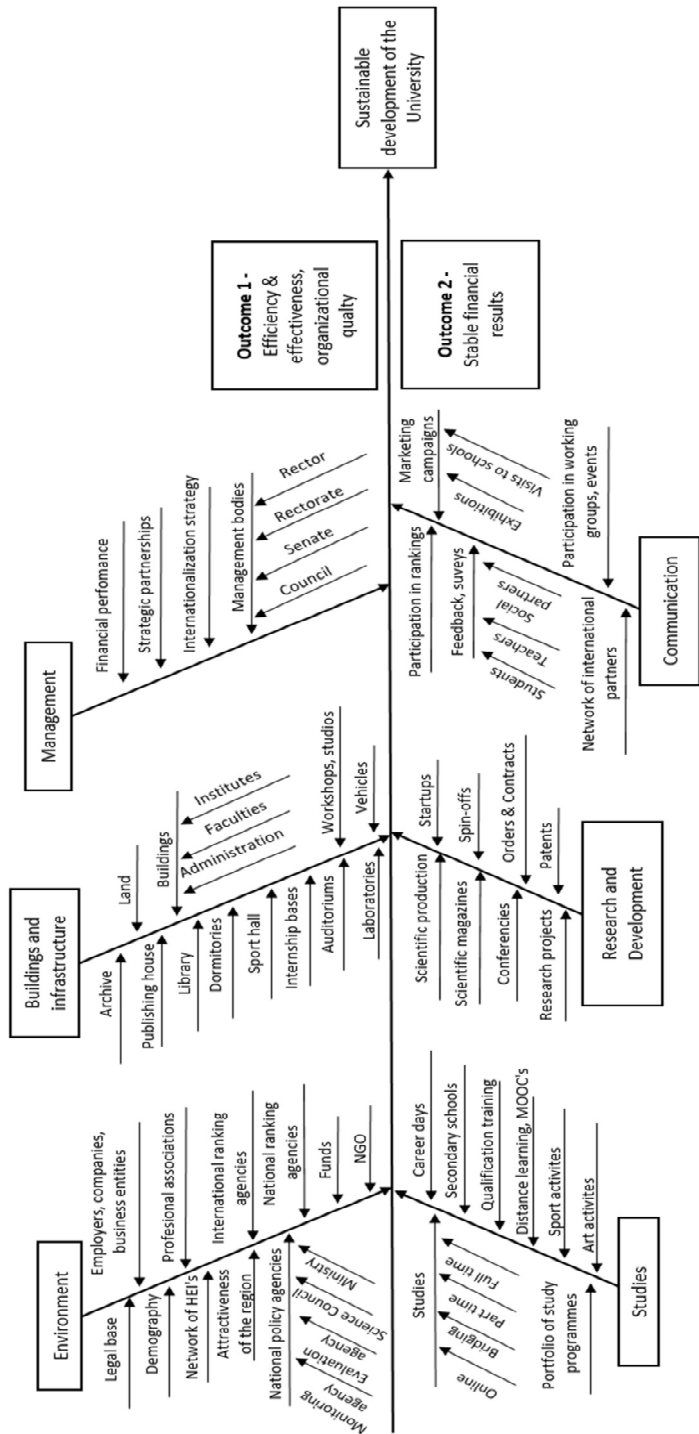 Environment
Employers, companies,
business entities
Legal base
Profesional associations
Demography
Network of HEI's
International ranking
agencies
Attractiveness
of the region
National ranking
agencies
National policy agencies
Funds
NGO
Ministry
Science Council
Evaluation
agency
Monitoring
agency
Buildings and
infrastructure
Archive
Land
Publishing house
Buildings
Institutes
Faculties
Administration
Library
Dormitories
Sport hall
Internship bases
Workshops, studios
Auditoriums
Vehicles
Laboratories
Management
Financial perfomance
Strategic partnerships
Internationalization strategy
Management bodies
Rector
Rectorate
Senate
Council
Outcome 1 -
Efficiency &
effectiveness,
organizational
qualty
Sustainable
development of the
University
Outcome 2 -
Stable financial
results
Career days
Studies
Secondary schools
Full time
Part time
Bridging
Online
Qualification training
Distance learning, MOOC's
Sport activites
Portfolio of study
programmes
Art activites
Studies
Startups
Scientific production
Spin-offs
Scientific magazines
Orders & Contracts
Conferencies
Patents
Research projects
Research and
Development
Marketing
campaigns
Participation in rankings
Visits to schools
Exhibitions
Feedback, suveys
Social
partners
Teachers
Students
Participation in working
groups, events
Network of international
partners
Communication